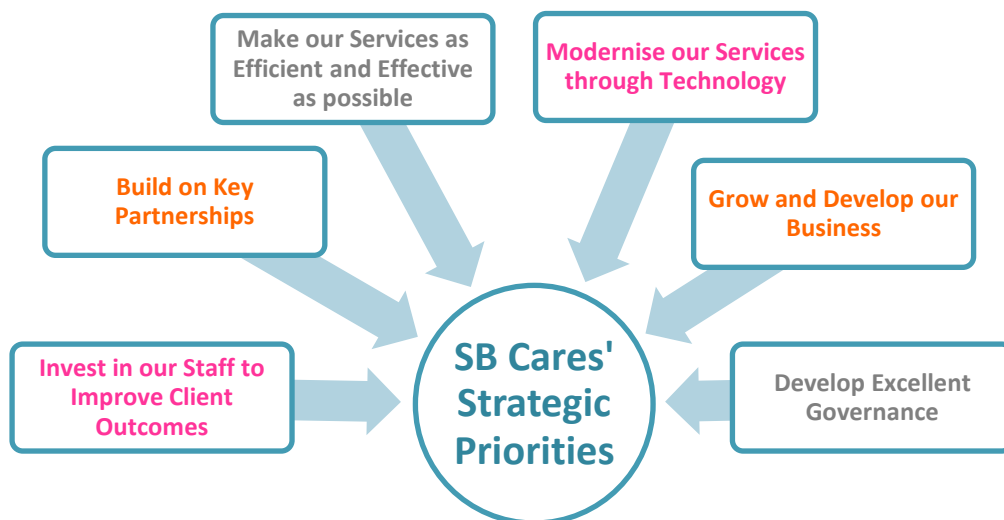 Make our Services as
Efficient and Effective
as possible
Modernise our Services
through Technology
Build on Key
Partnerships
Grow and Develop our
Business
Invest in our Staff to
Improve Client
Outcomes
SB Cares'
Strategic
Priorities
Develop Excellent
Governance